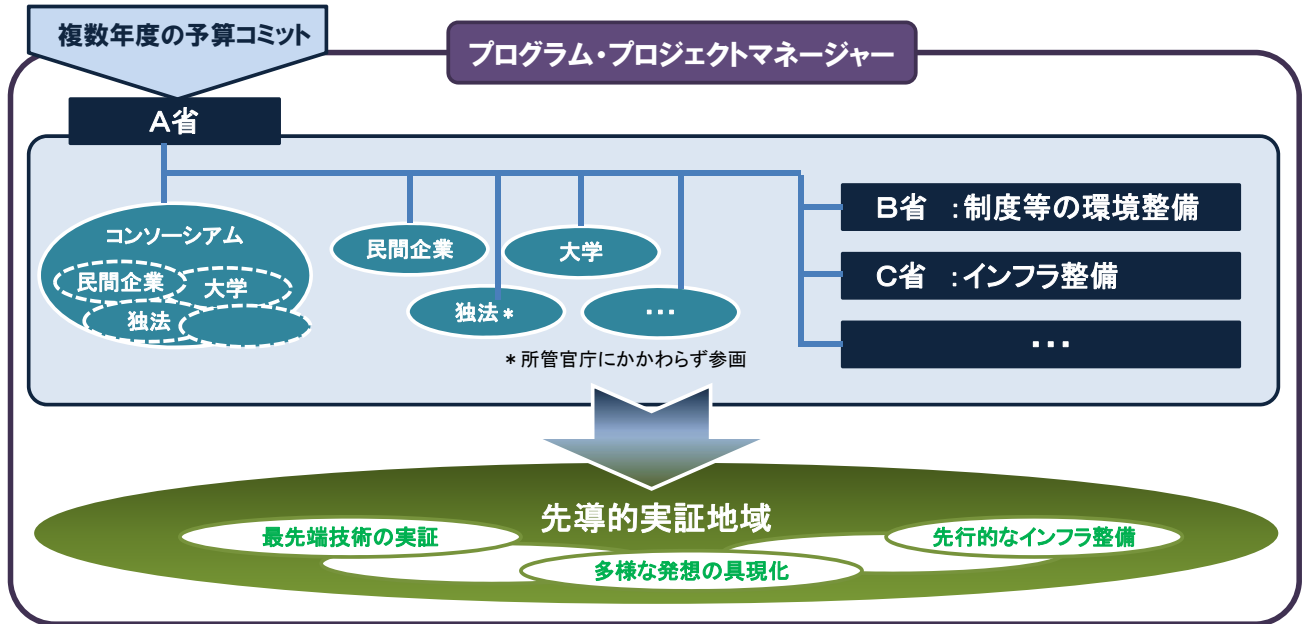 複数年度の予算コミット
プログラム・プロジェクトマネージャー
A省
コンソーシアム
民間企業
大学
独法
民間企業
大学
独法*
…
*所管官庁にかかわらず参画
B省 :制度等の環境整備
C省 :インフラ整備
…
先導的実証地域
最先端技術の実証
先行的なインフラ整備
多様な発想の具現化